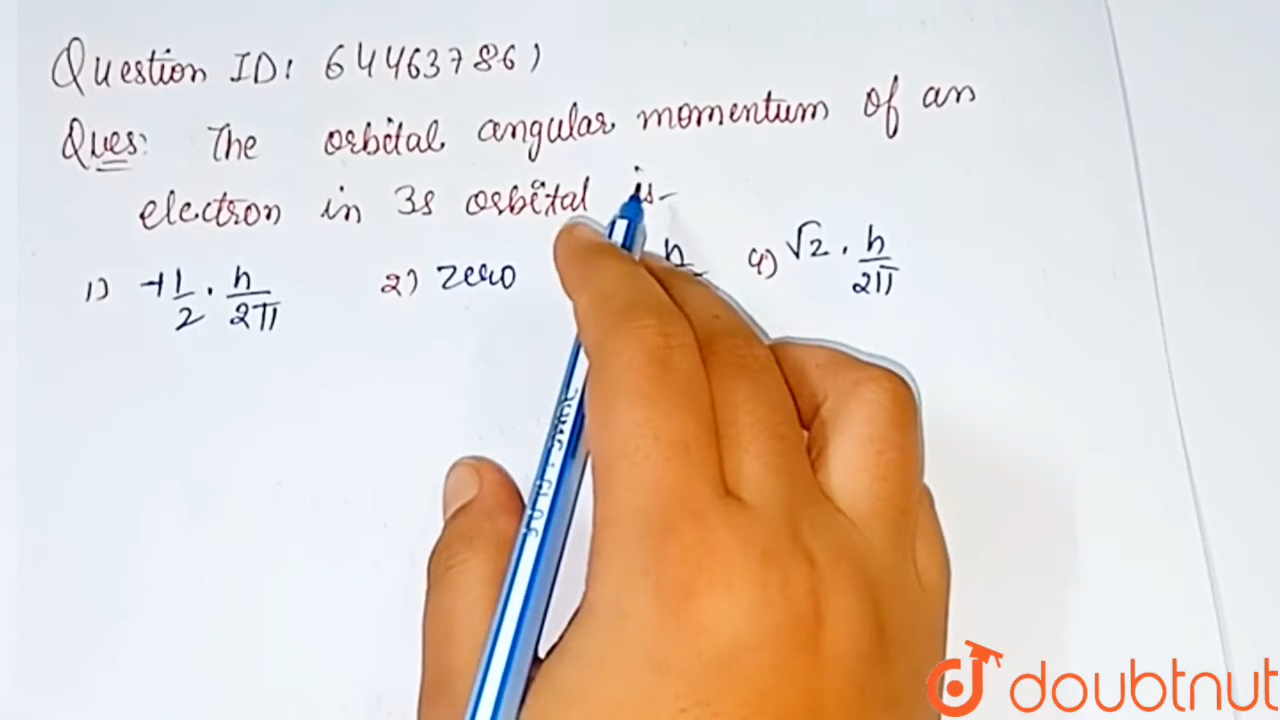 Question ID: 644637861
Ques: The orbital angular momentum of an
electron in 3s orbital is-
1) +1/2 . h/2π 2) zero h 4) √2 . h/2π
doubtnut